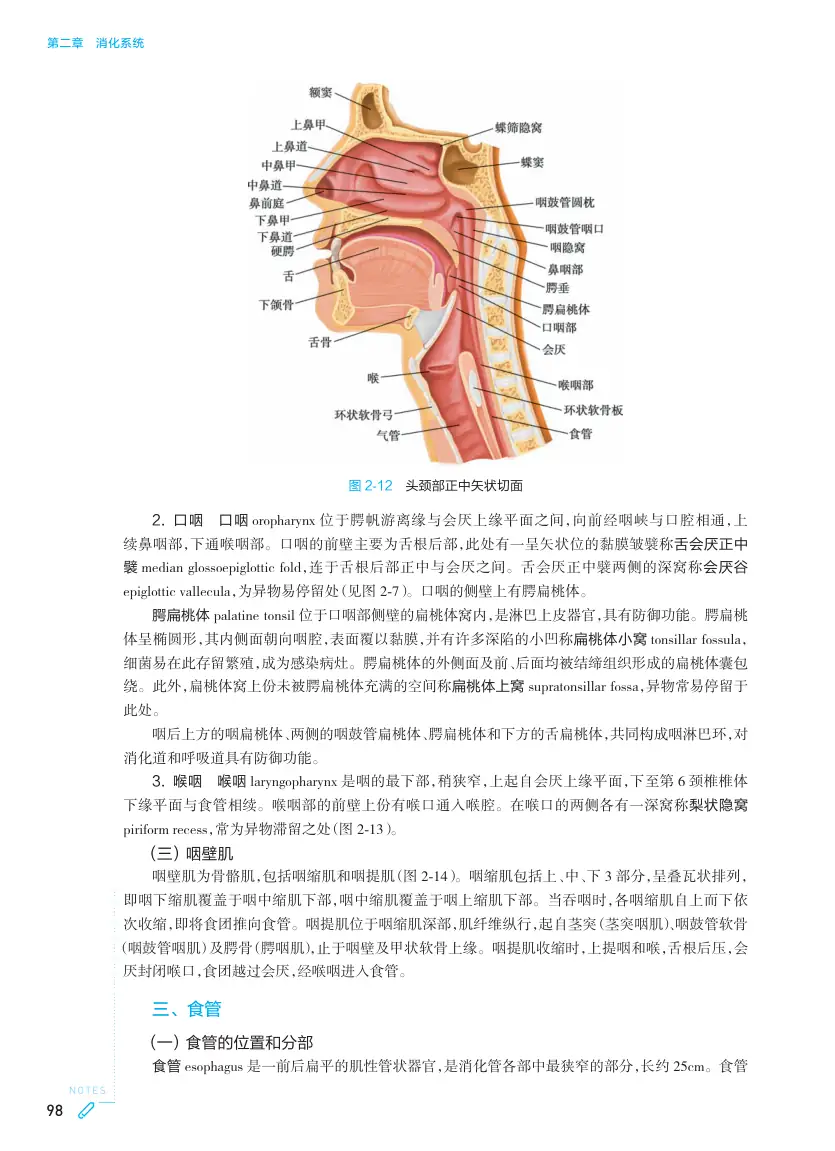 第二章　消化系统
额窦
上鼻甲
上鼻道
中鼻甲
中鼻道
鼻前庭
下鼻甲
下鼻道
硬腭
舌
下颌骨
舌骨
喉
环状软骨弓
气管
蝶筛隐窝
蝶窦
咽鼓管圆枕
咽鼓管咽口
咽隐窝
鼻咽部
腭垂
腭扁桃体
口咽部
会厌
喉咽部
环状软骨板
食管
图 2-12　头颈部正中矢状切面
2. 口咽　口咽 oropharynx 位于腭帆游离缘与会厌上缘平面之间，向前经咽峡与口腔相通，上
续鼻咽部，下通喉咽部。口咽的前壁主要为舌根后部，此处有一呈矢状位的黏膜皱襞称舌会厌正中
襞 median glossoepiglottic fold，连于舌根后部正中与会厌之间。舌会厌正中襞两侧的深窝称会厌谷
epiglottic vallecula，为异物易停留处（见图 2-7）。口咽的侧壁上有腭扁桃体。
腭扁桃体 palatine tonsil 位于口咽部侧壁的扁桃体窝内，是淋巴上皮器官，具有防御功能。腭扁桃
体呈椭圆形，其内侧面朝向咽腔，表面覆以黏膜，并有许多深陷的小凹称扁桃体小窝 tonsillar fossula，
细菌易在此存留繁殖，成为感染病灶。腭扁桃体的外侧面及前、后面均被结缔组织形成的扁桃体囊包
绕。此外，扁桃体窝上份未被腭扁桃体充满的空间称扁桃体上窝 supratonsillar fossa，异物常易停留于
此处。
咽后上方的咽扁桃体、两侧的咽鼓管扁桃体、腭扁桃体和下方的舌扁桃体，共同构成咽淋巴环，对
消化道和呼吸道具有防御功能。
3. 喉咽　喉咽 laryngopharynx 是咽的最下部，稍狭窄，上起自会厌上缘平面，下至第 6 颈椎椎体
下缘平面与食管相续。喉咽部的前壁上份有喉口通入喉腔。在喉口的两侧各有一深窝称梨状隐窝
piriform recess，常为异物滞留之处（图 2-13）。
（三）咽壁肌
咽壁肌为骨骼肌，包括咽缩肌和咽提肌（图 2-14）。咽缩肌包括上、中、下 3 部分，呈叠瓦状排列，
即咽下缩肌覆盖于咽中缩肌下部，咽中缩肌覆盖于咽上缩肌下部。当吞咽时，各咽缩肌自上而下依
次收缩，即将食团推向食管。咽提肌位于咽缩肌深部，肌纤维纵行，起自茎突（茎突咽肌）、咽鼓管软骨
（咽鼓管咽肌）及腭骨（腭咽肌），止于咽壁及甲状软骨上缘。咽提肌收缩时，上提咽和喉，舌根后压，会
厌封闭喉口，食团越过会厌，经喉咽进入食管。
三、食管
（一）食管的位置和分部
食管 esophagus 是一前后扁平的肌性管状器官，是消化管各部中最狭窄的部分，长约 25cm。食管
NOTES
98